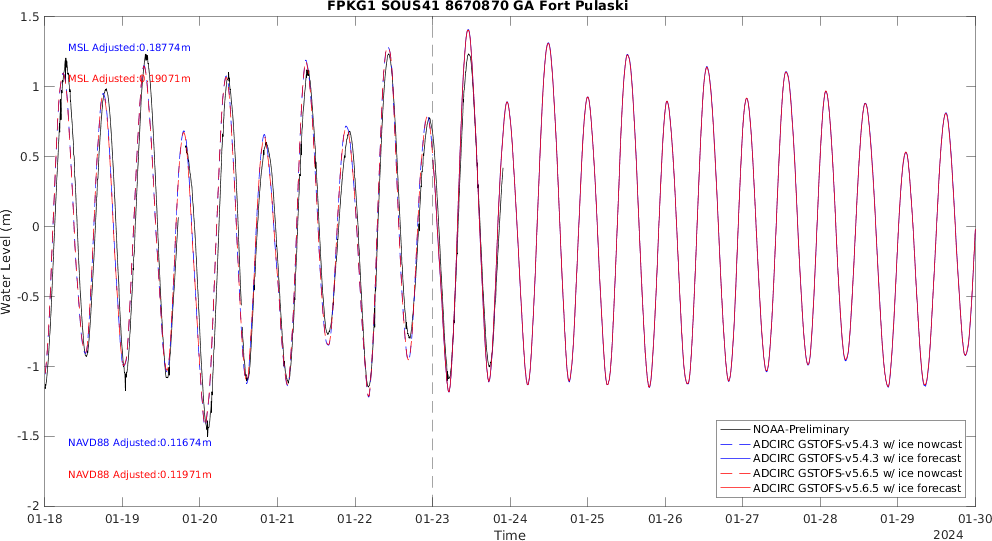 FPKG1 SOUS41 8670870 GA Fort Pulaski
1.5
1
0.5
0
-0.5
-1
-1.5
-2
Water Level (m)
MSL Adjusted:0.18774m
MSL Adjusted:0.19071m
NAVD88 Adjusted:0.11674m
NAVD88 Adjusted:0.11971m
NOAA-Preliminary
ADCIRC GSTOFS-v5.4.3 w/ ice nowcast
ADCIRC GSTOFS-v5.4.3 w/ ice forecast
ADCIRC GSTOFS-v5.6.5 w/ ice nowcast
ADCIRC GSTOFS-v5.6.5 w/ ice forecast
01-18 01-19 01-20 01-21 01-22 01-23 01-24 01-25 01-26 01-27 01-28 01-29 01-30
Time
2024